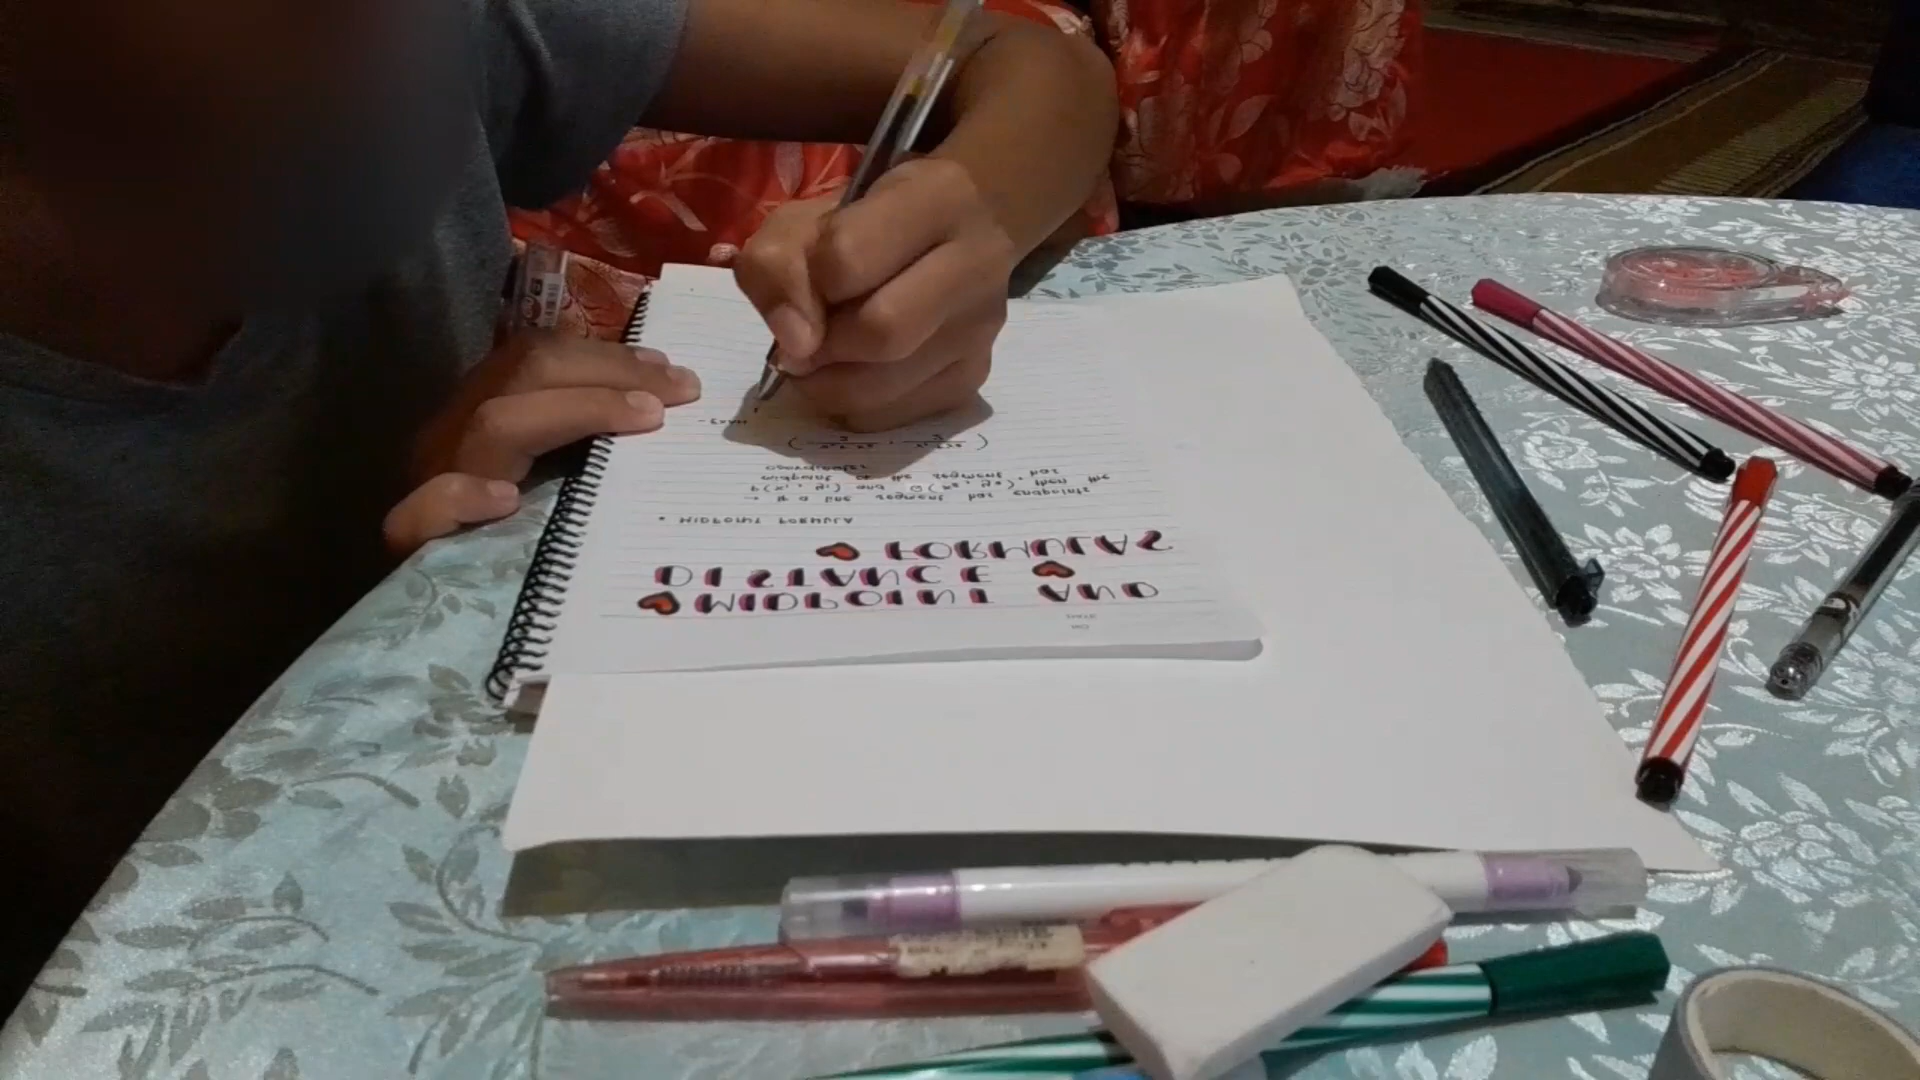 MIDPOINT AND
DISTANCE
FORMULAS
• MIDPOINT FORMULA
→ If a line segment has endpoints
P(x₁, y₁) and Q(x₂, y₂), then the
midpoint of the segment has
coordinates